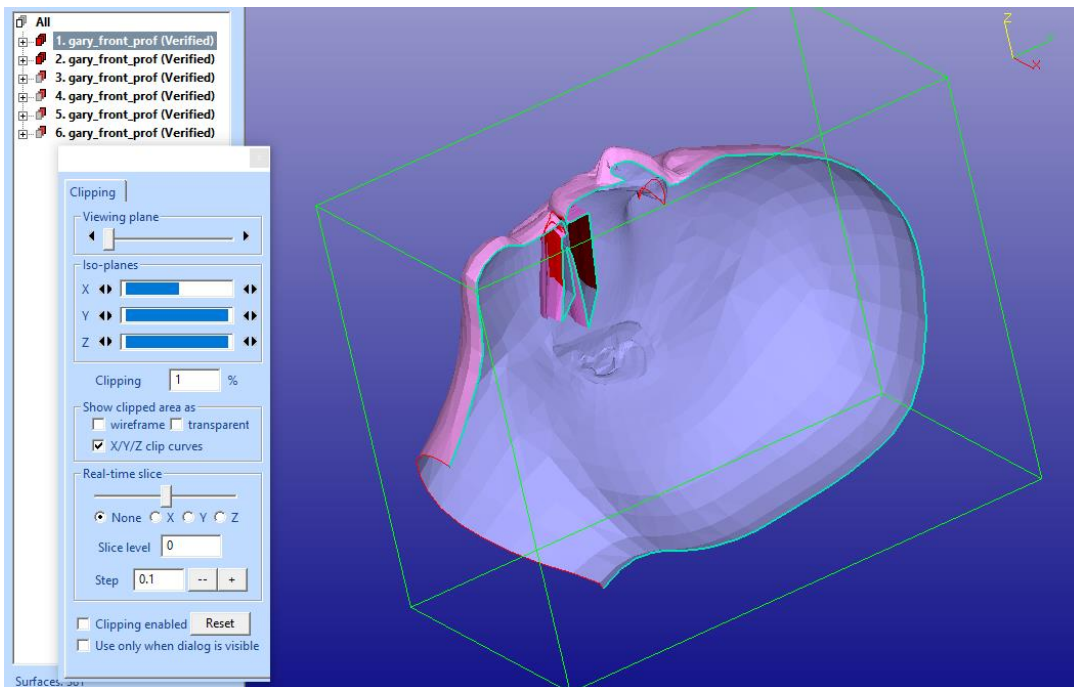 All
1. gary_front_prof (Verified)
2. gary_front_prof (Verified)
3. gary_front_prof (Verified)
4. gary_front_prof (Verified)
5. gary_front_prof (Verified)
6. gary_front_prof (Verified)
Clipping
Viewing plane
Iso-planes
X
Y
Z
Clipping 1 %
Show clipped area as
wireframe transparent
X/Y/Z clip curves
Real-time slice
None X Y Z
Slice level 0
Step 0.1 -- +
Clipping enabled Reset
Use only when dialog is visible
Surfaces:
Z
X